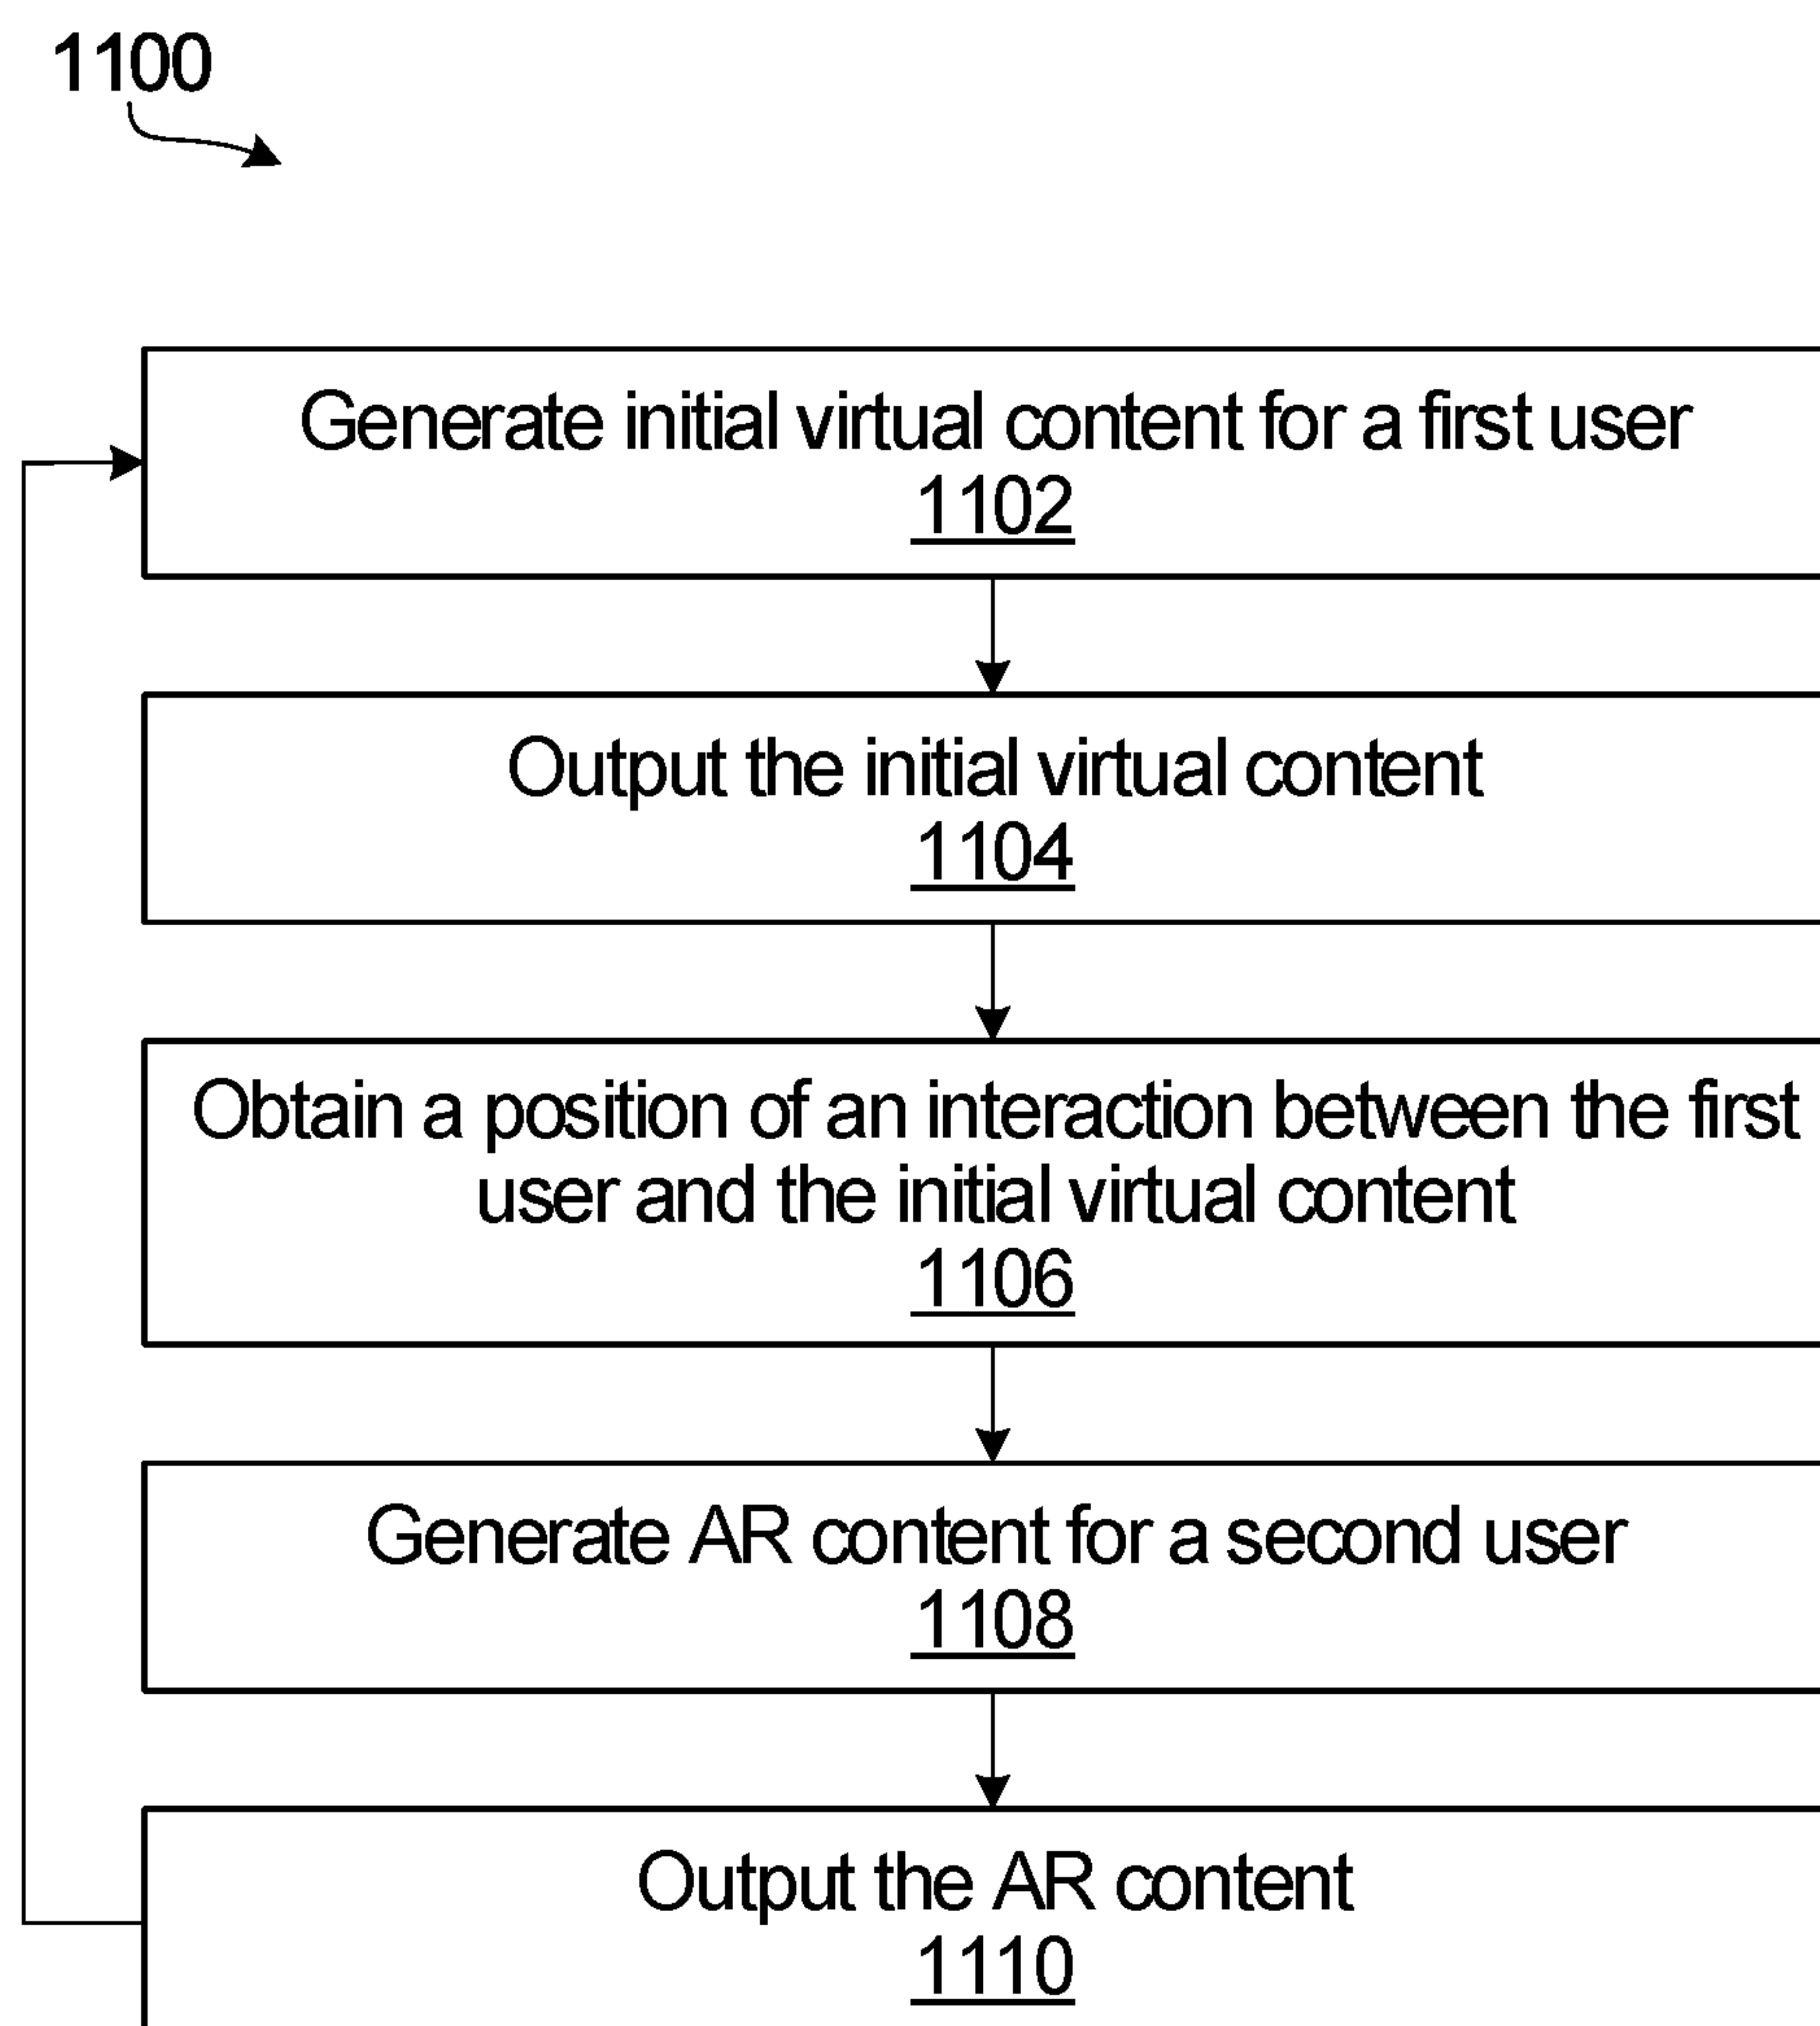 1100
Generate initial virtual content for a first user
1102
Output the initial virtual content
1104
Obtain a position of an interaction between the first
user and the initial virtual content
1106
Generate AR content for a second user
1108
Output the AR content
1110